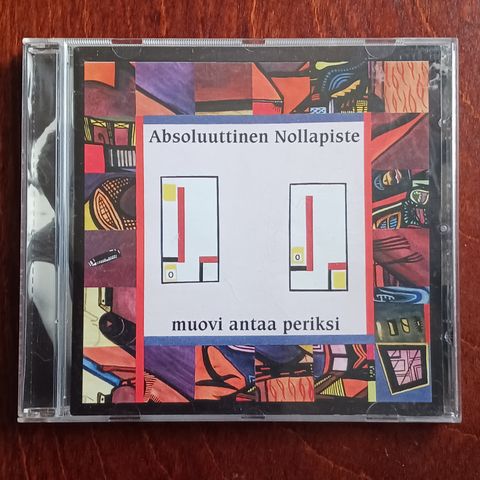 Absoluuttinen Nollapiste
o
o
muovi antaa periksi